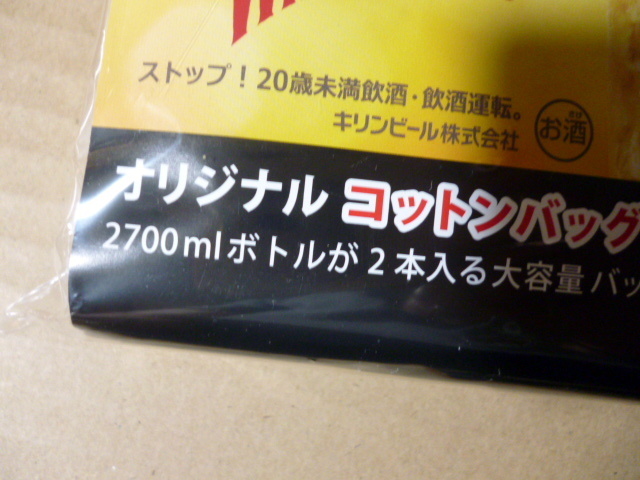 ストップ！20歳未満飲酒・飲酒運転。
キリンビール株式会社
お酒
オリジナル コットンバッグ
2700mlボトルが2本入る大容量バッ